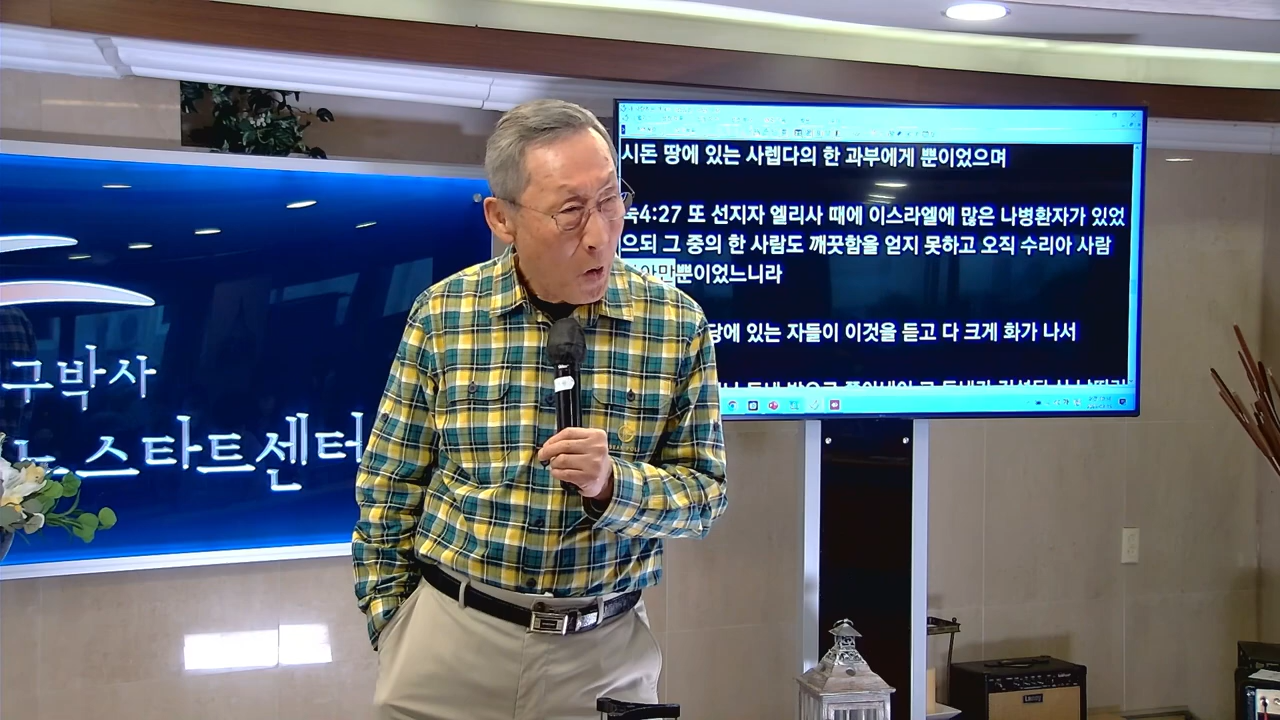 구박사
스타트센터
시돈 땅에 있는 사렙다의 한 과부에게 뿐이었으며
눅4:27 또 선지자 엘리사 때에 이스라엘에 많은 나병환자가 있었
으되 그 중의 한 사람도 깨끗함을 얻지 못하고 오직 수리아 사람
뿐이었느니라
있는 자들이 이것을 듣고 다 크게 화가 나서
Laney